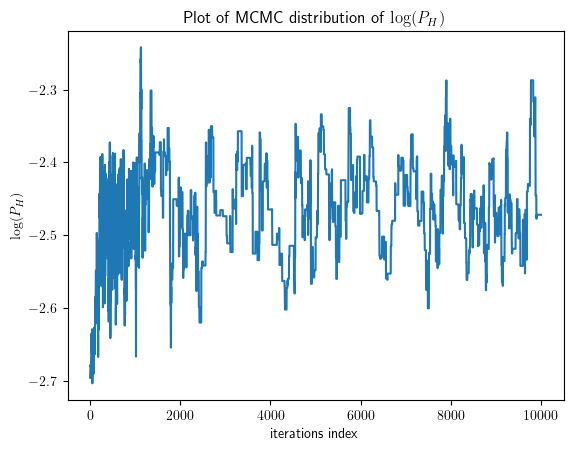 Plot of MCMC distribution of log(P_H)
log(P_H)
−2.3
−2.4
−2.5
−2.6
−2.7
0 2000 4000 6000 8000 10000
iterations index